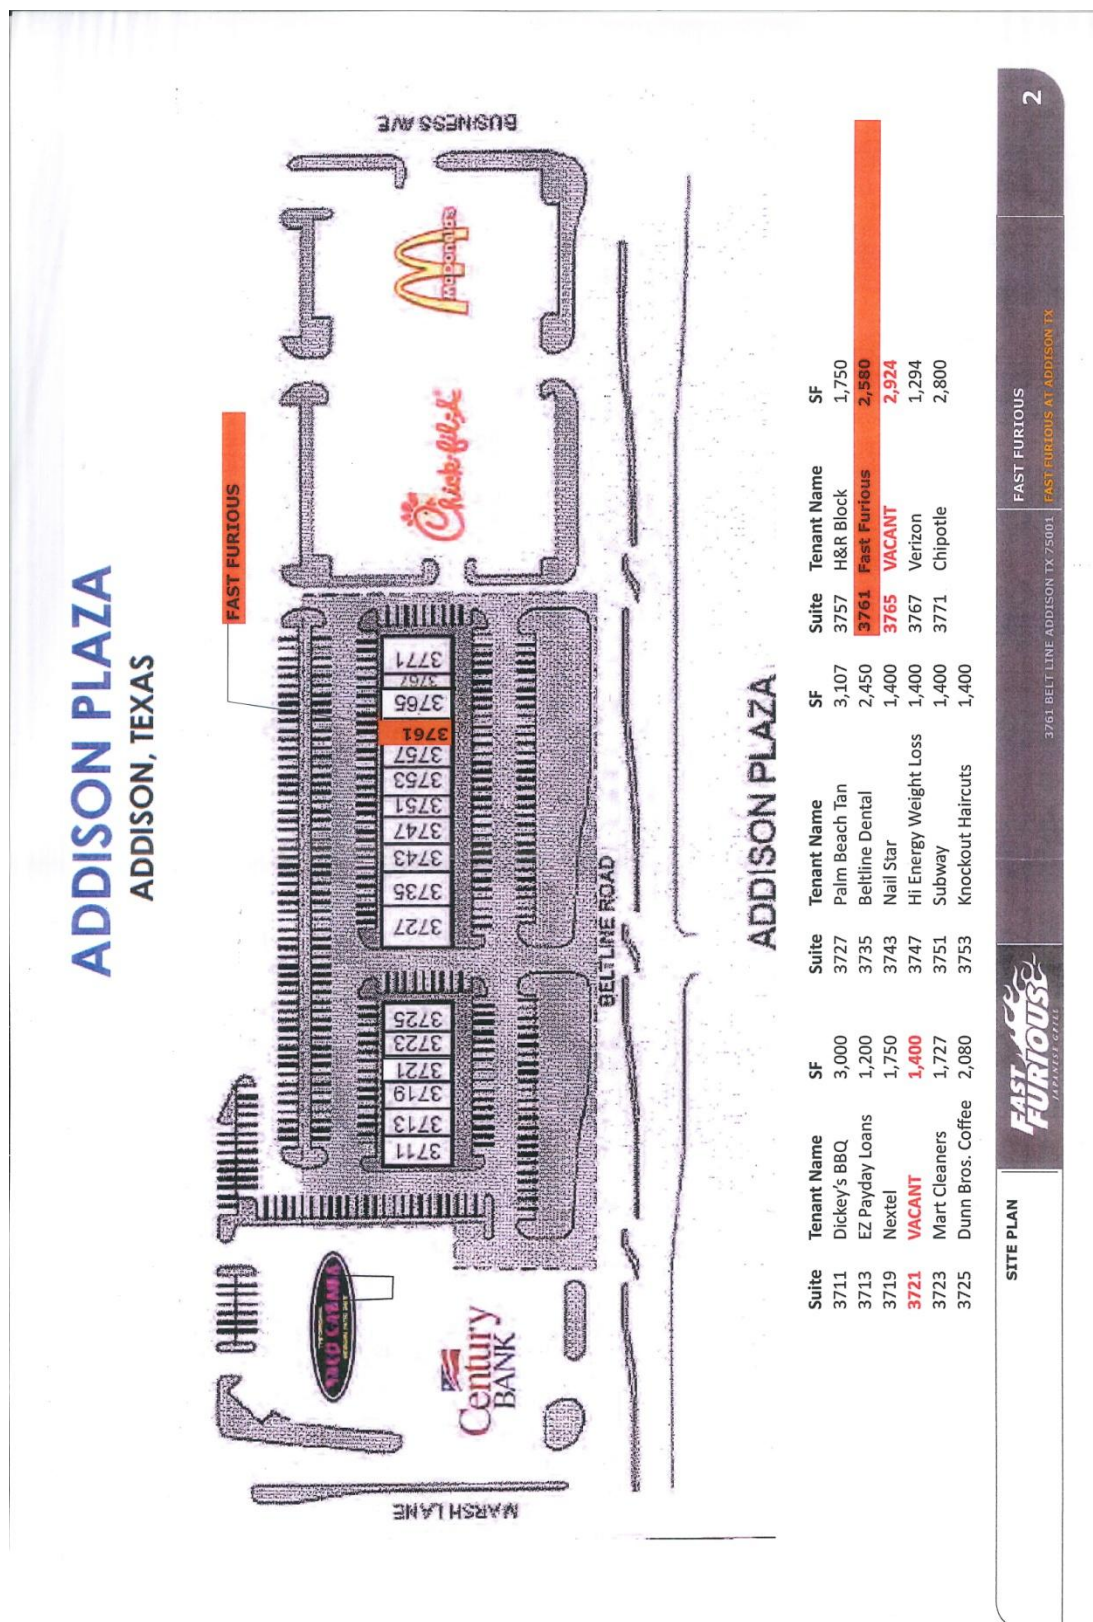 ADDISON PLAZA
ADDISON, TEXAS
FAST FURIOUS
BUSINESS AVE
McDonald's
Chick-fil-A
3711 3713 3719 3721 3723 3725
3727 3735 3743 3747 3751 3753 3757 3761 3765 3767 3771
Century
BANK
MARSH LANE
BELTLINE ROAD
ADDISON PLAZA
Suite Tenant Name SF Suite Tenant Name SF Suite Tenant Name SF
3711 Dickey's BBQ 3,000 3727 Palm Beach Tan 3,107 3757 H&R Block 1,750
3713 EZ Payday Loans 1,200 3735 Beltline Dental 2,450 3761 Fast Furious 2,580
3719 Nextel 1,750 3743 Nail Star 1,400 3765 VACANT 2,924
3721 VACANT 1,400 3747 Hi Energy Weight Loss 1,400 3767 Verizon 1,294
3723 Mart Cleaners 1,727 3751 Subway 1,400 3771 Chipotle 2,800
3725 Dunn Bros. Coffee 2,080 3753 Knockout Haircuts 1,400
SITE PLAN
FAST
FURIOUSE
JAPANESE GRILL
3761 BELT LINE ADDISON TX 75001
FAST FURIOUS
FAST FURIOUS AT ADDISON TX
2